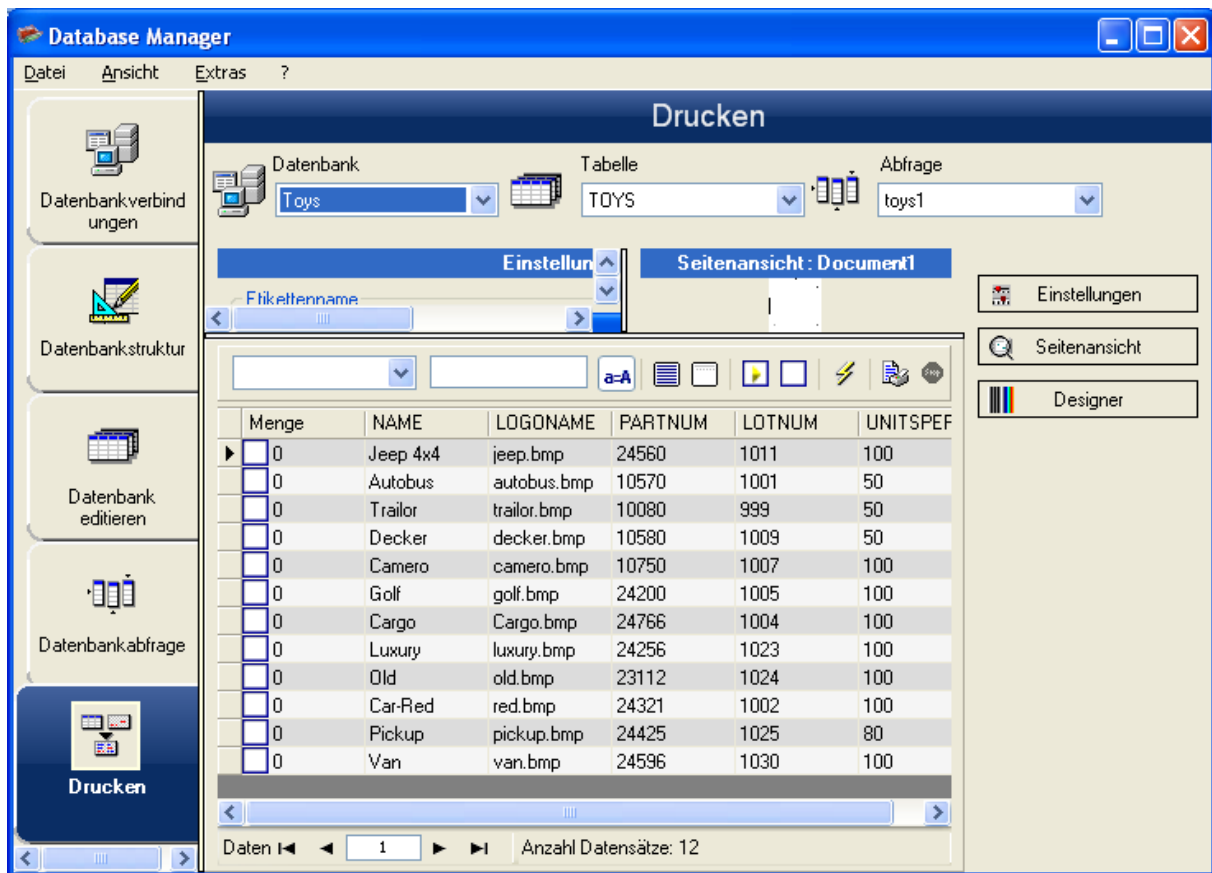 Database Manager
Datei Ansicht Extras ?
Drucken
Datenbankverbind
ungen
Datenbankstruktur
Datenbank
editieren
Datenbankabfrage
Drucken
Datenbank Tabelle Abfrage
Toys TOYS toys1
Einstellun
Etikettenname
Seitenansicht : Document1
Einstellungen
Seitenansicht
Designer
a=A
Menge NAME LOGONAME PARTNUM LOTNUM UNITSPER
0 Jeep 4x4 jeep.bmp 24560 1011 100
0 Autobus autobus.bmp 10570 1001 50
0 Trailor trailor.bmp 10080 999 50
0 Decker decker.bmp 10580 1009 50
0 Camero camero.bmp 10750 1007 100
0 Golf golf.bmp 24200 1005 100
0 Cargo Cargo.bmp 24766 1004 100
0 Luxury luxury.bmp 24256 1023 100
0 Old old.bmp 23112 1024 100
0 Car-Red red.bmp 24321 1002 100
0 Pickup pickup.bmp 24425 1025 80
0 Van van.bmp 24596 1030 100
Daten 1 Anzahl Datensätze: 12